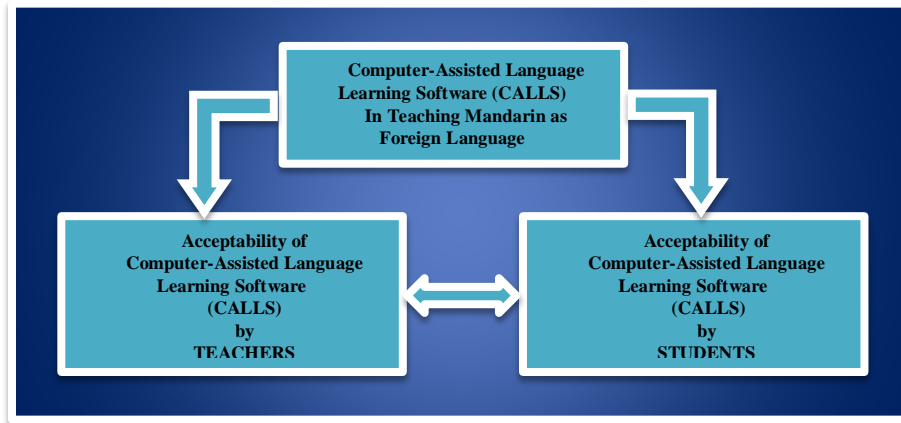 Computer-Assisted Language
Learning Software (CALLS)
In Teaching Mandarin as
Foreign Language
Acceptability of
Computer-Assisted Language
Learning Software
(CALLS)
by
TEACHERS
Acceptability of
Computer-Assisted Language
Learning Software
(CALLS)
by
STUDENTS